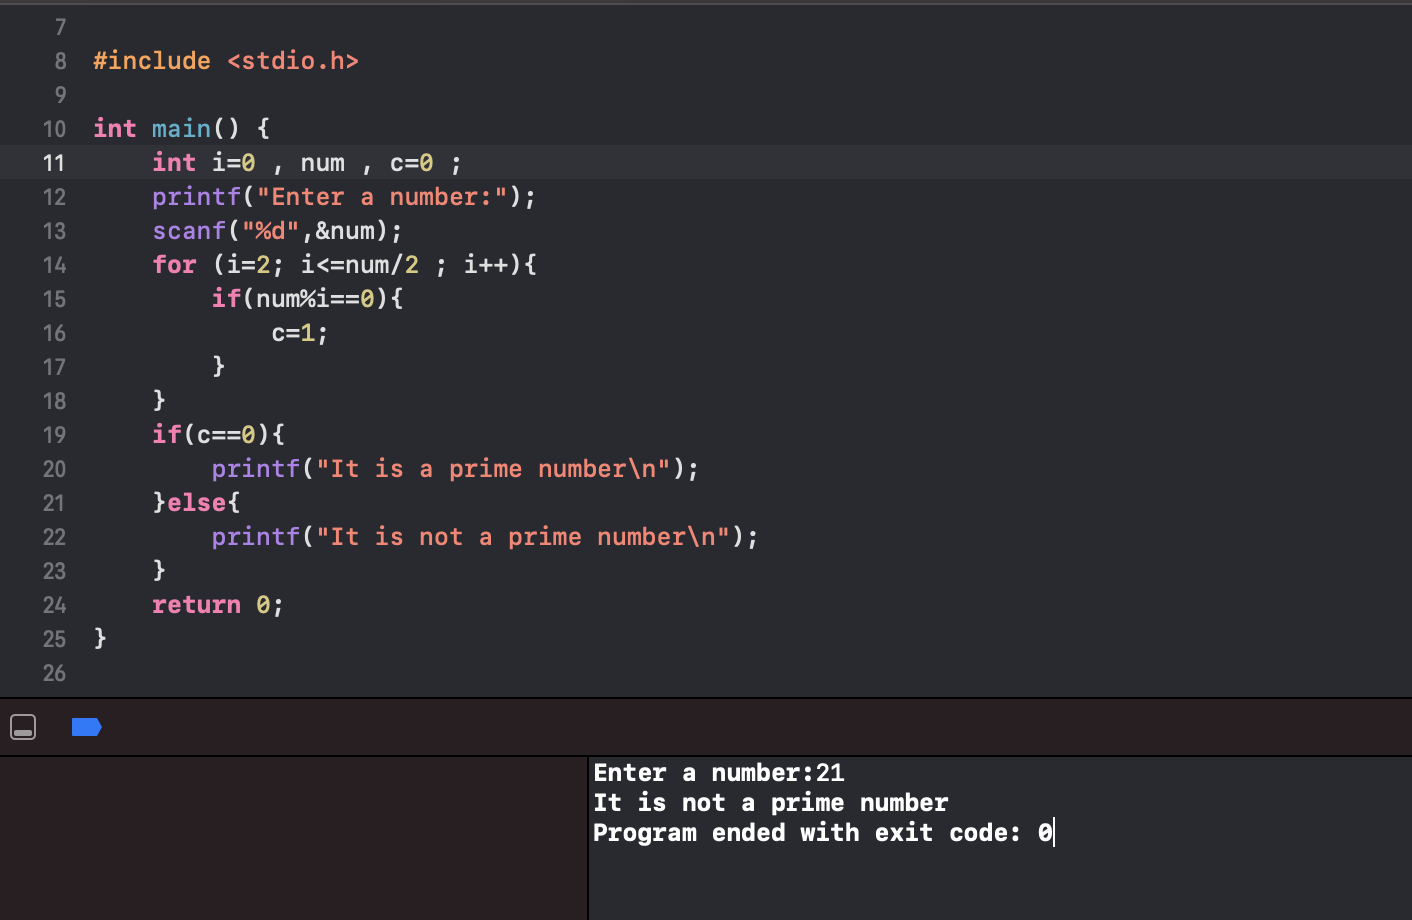 7
8 #include <stdio.h>
9
10 int main() {
11     int i=0 , num , c=0 ;
12     printf("Enter a number:");
13     scanf("%d",&num);
14     for (i=2; i<=num/2 ; i++){
15         if(num%i==0){
16             c=1;
17         }
18     }
19     if(c==0){
20         printf("It is a prime number\n");
21     }else{
22         printf("It is not a prime number\n");
23     }
24     return 0;
25 }
26
Enter a number:21
It is not a prime number
Program ended with exit code: 0